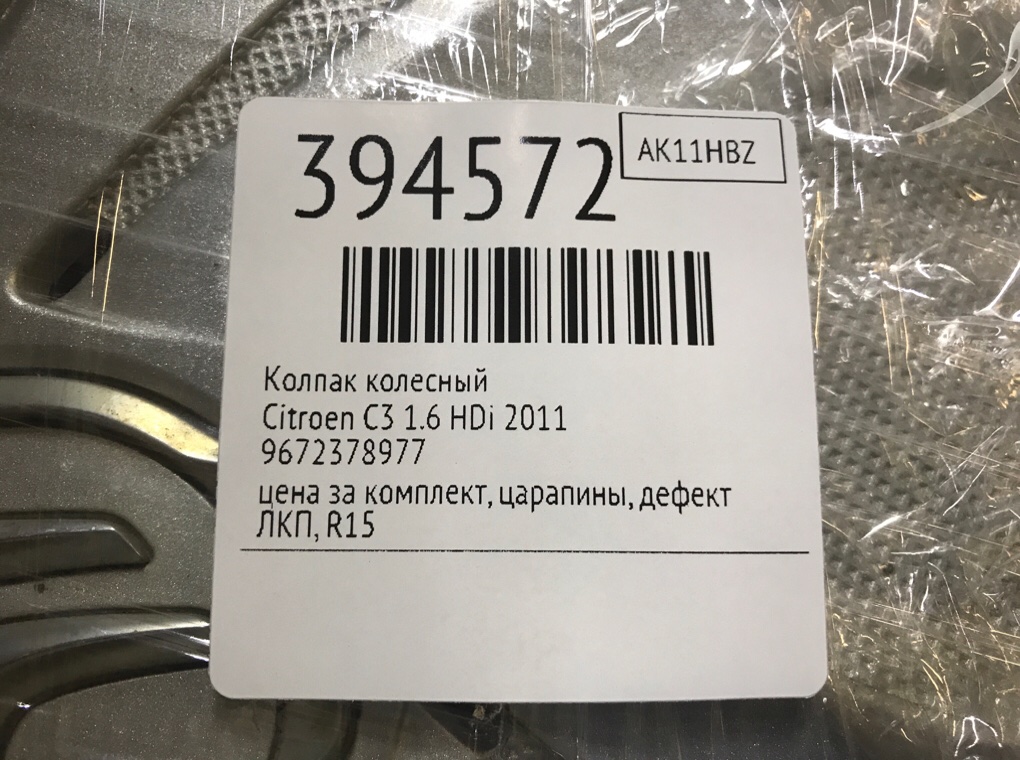 394572
AK11HBZ
Колпак колесный
Citroen C3 1.6 HDi 2011
9672378977
цена за комплект, царапины, дефект
ЛКП, R15